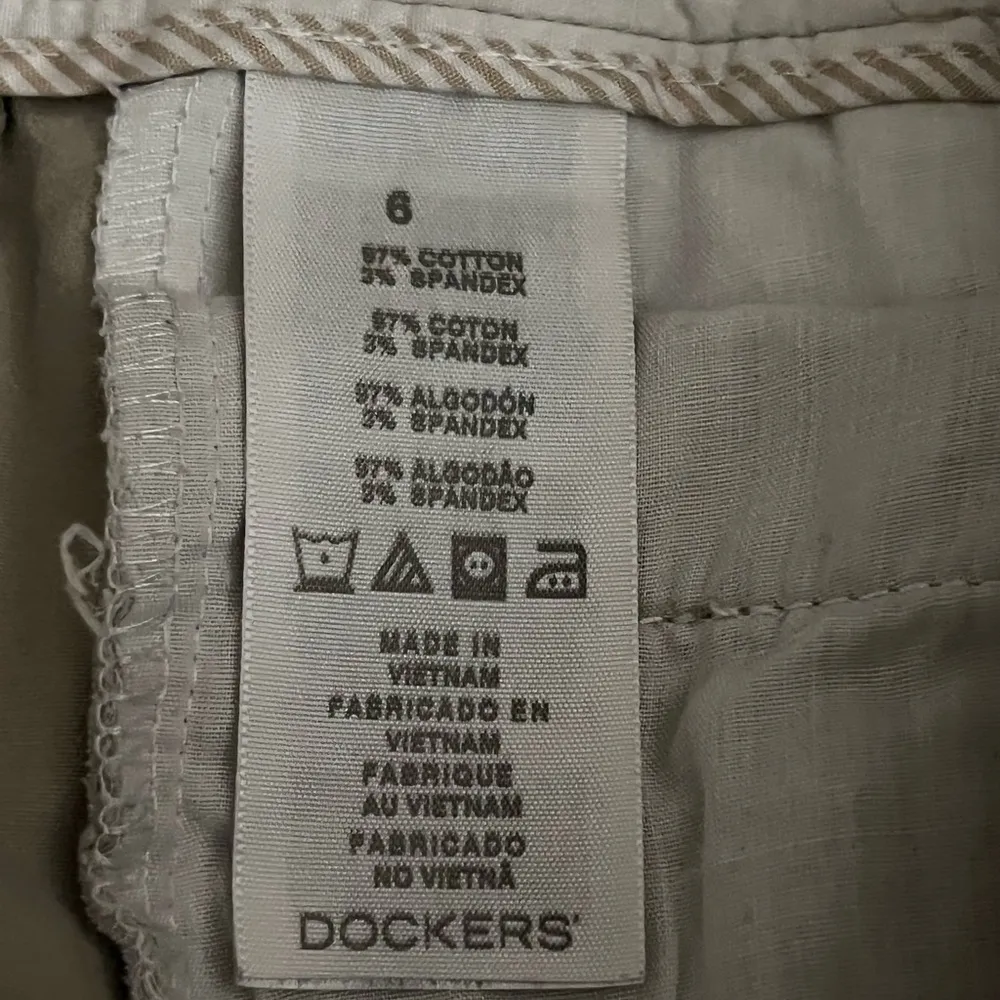 6
97% COTTON
3% SPANDEX
97% COTON
3% SPANDEX
97% ALGODÓN
3% SPANDEX
97% ALGODÃO
3% SPANDEX
MADE IN
VIETNAM
FABRICADO EN
VIETNAM
FABRIQUE
AU VIETNAM
FABRICADO
NO VIETNÃ
DOCKERS'